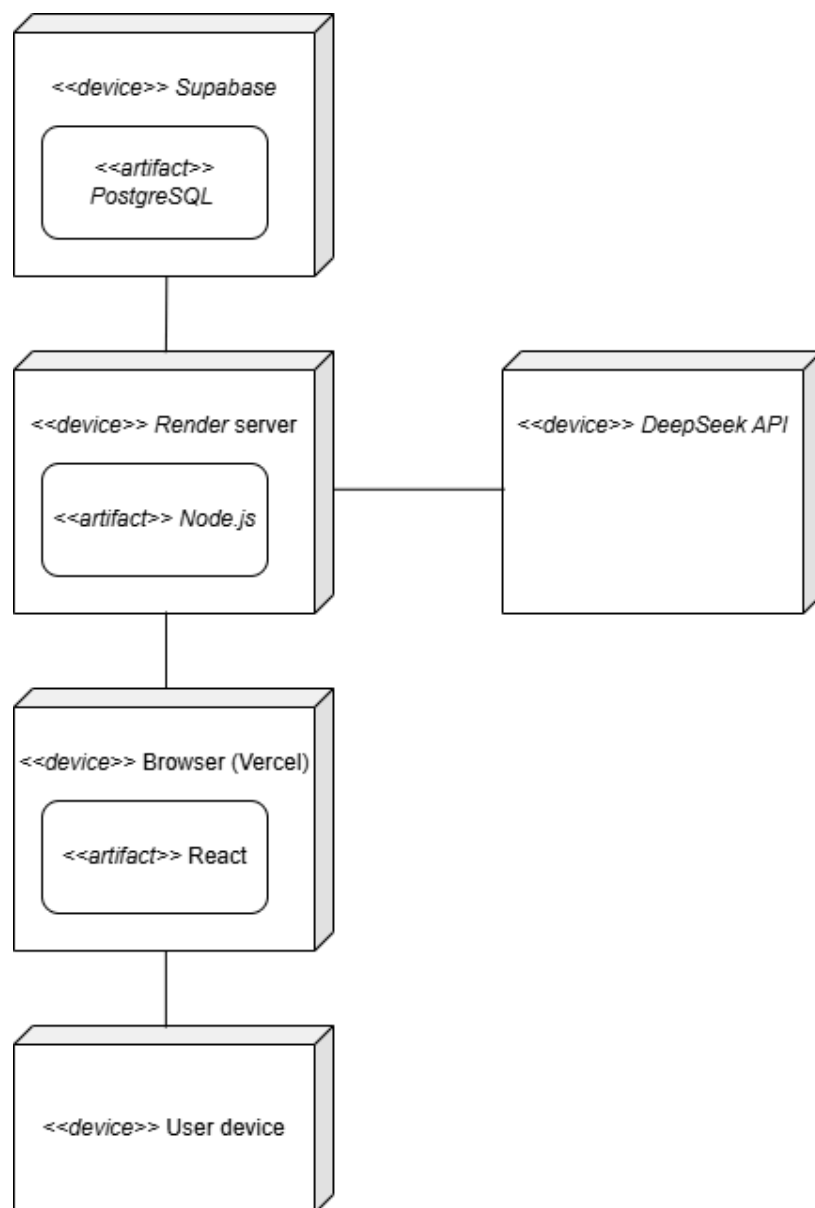 <<device>> Supabase
<<artifact>>
PostgreSQL
<<device>> Render server
<<device>> DeepSeek API
<<artifact>> Node.js
<<device>> Browser (Vercel)
<<artifact>> React
<<device>> User device